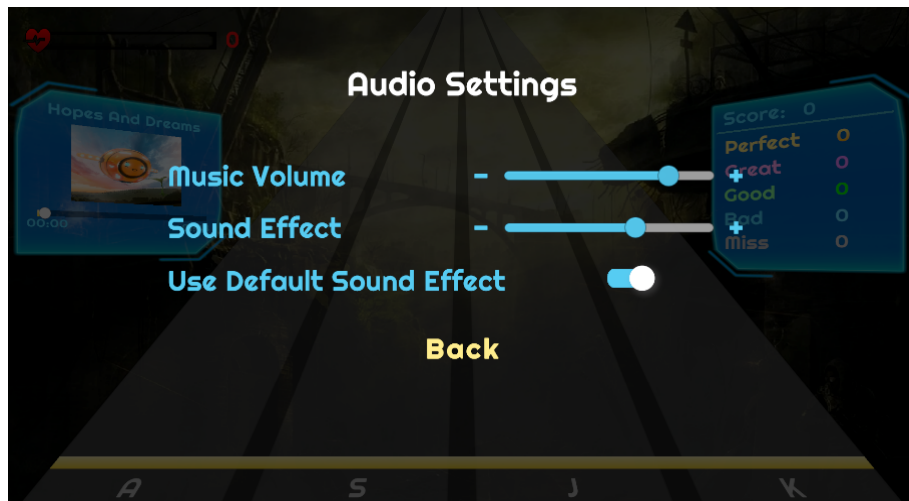 0
Audio Settings
Hopes And Dreams
Score: 0
Perfect 0
Great 0
Good 0
Bad 0
Miss 0
00:00
Music Volume - +
Sound Effect - +
Use Default Sound Effect
Back
A S J K